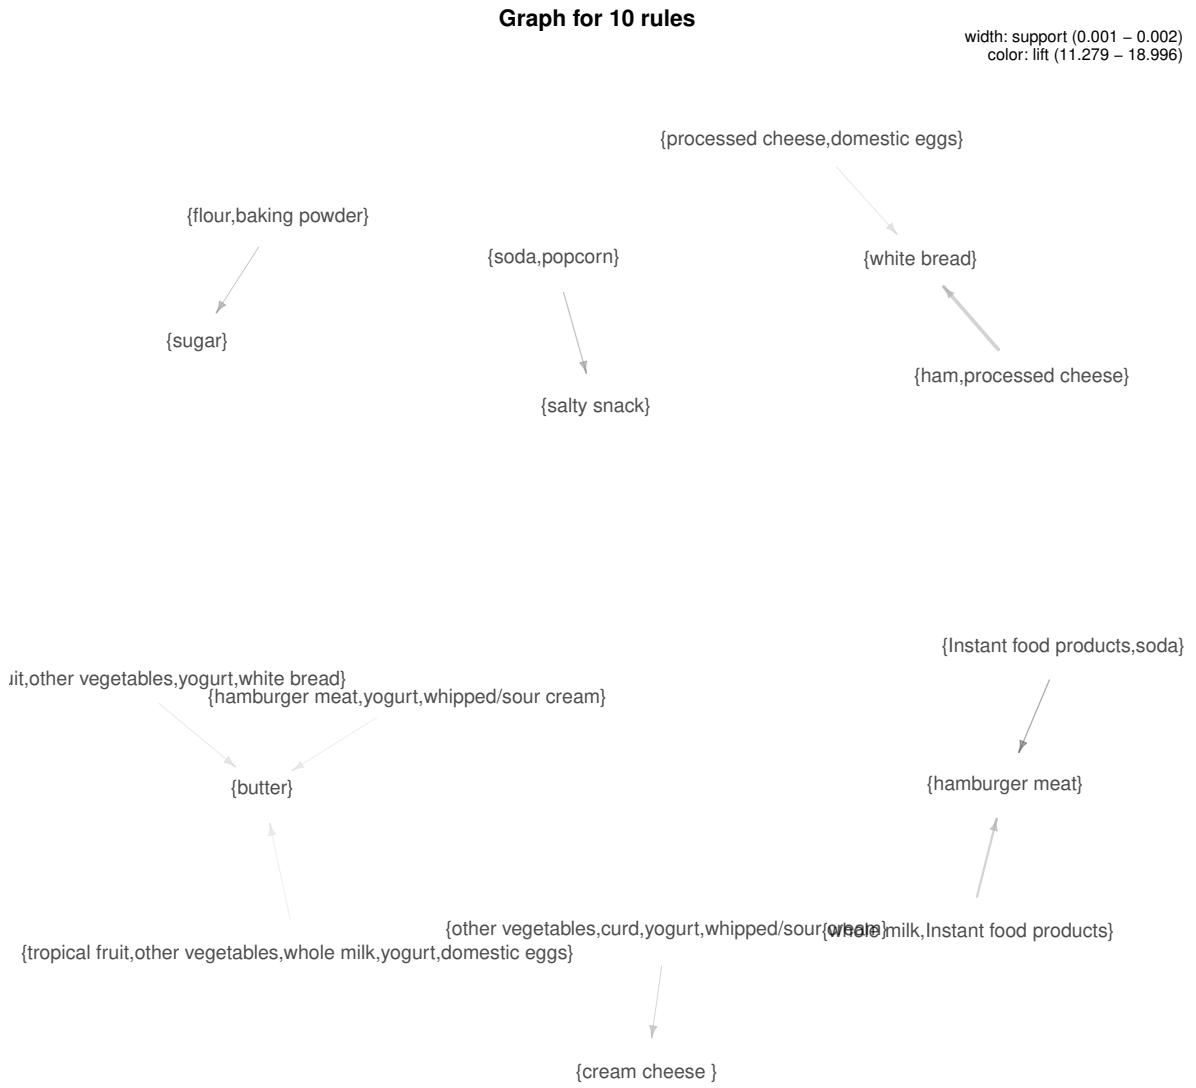 Graph for 10 rules
width: support (0.001 − 0.002)
color: lift (11.279 − 18.996)
{processed cheese,domestic eggs}
{flour,baking powder}
{soda,popcorn}
{white bread}
{sugar}
{ham,processed cheese}
{salty snack}
{Instant food products,soda}
uit,other vegetables,yogurt,white bread}
{hamburger meat,yogurt,whipped/sour cream}
{hamburger meat}
{butter}
{other vegetables,curd,yogurt,whipped/sour cream}
{whole milk,Instant food products}
{tropical fruit,other vegetables,whole milk,yogurt,domestic eggs}
{cream cheese }